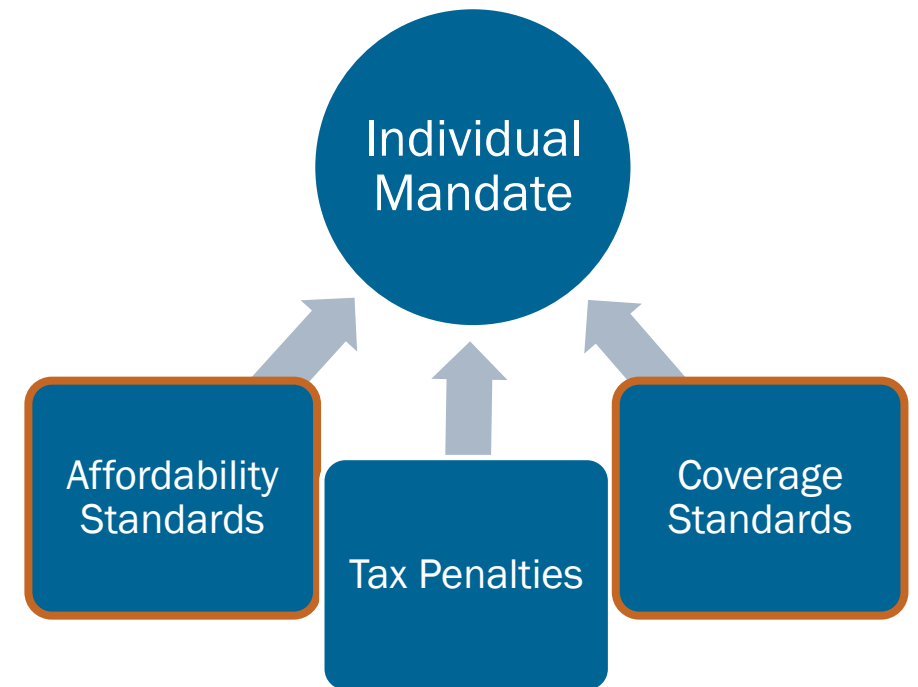 Individual
Mandate
Affordability
Standards
Tax Penalties
Coverage
Standards